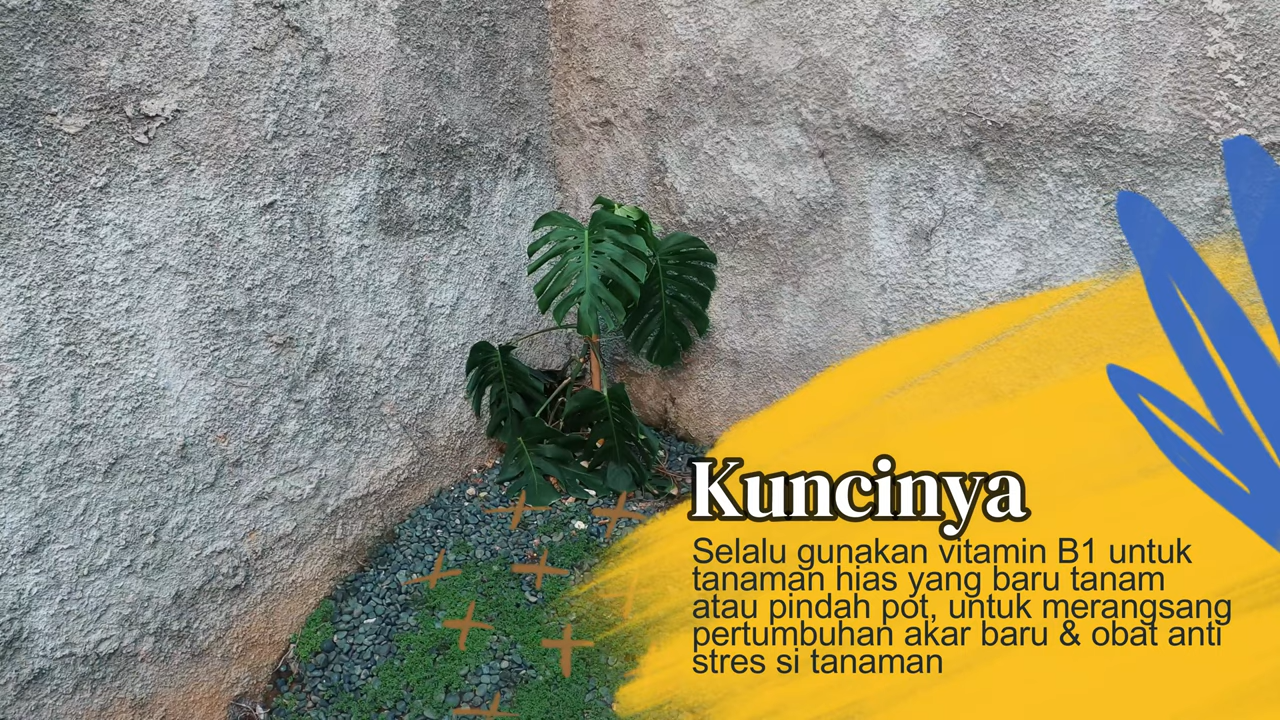 Kuncinya
Selalu gunakan vitamin B1 untuk
tanaman hias yang baru tanam
atau pindah pot, untuk merangsang
pertumbuhan akar baru & obat anti
stres si tanaman